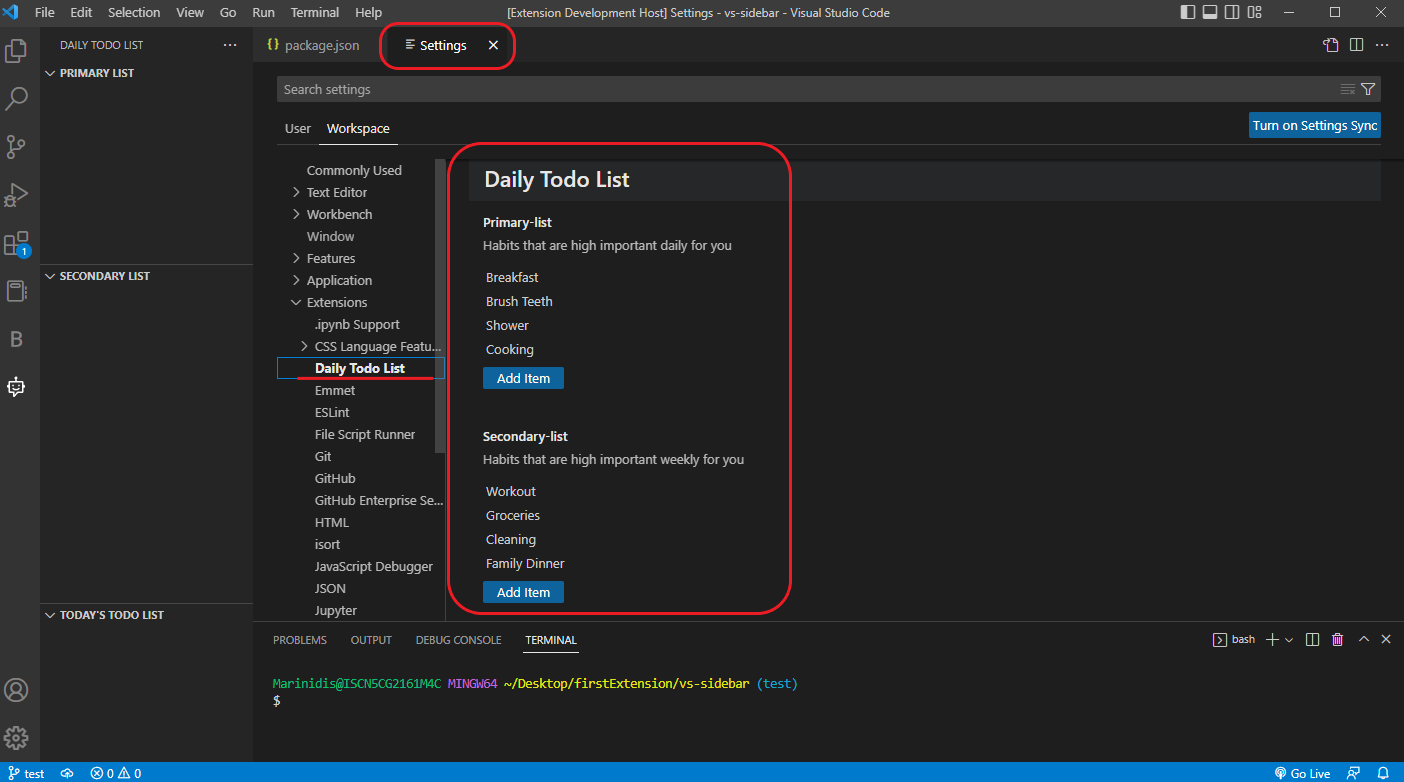 File Edit Selection View Go Run Terminal Help [Extension Development Host] Settings - vs-sidebar - Visual Studio Code
DAILY TODO LIST
PRIMARY LIST
1
B
SECONDARY LIST
TODAY'S TODO LIST
{} package.json
Settings
Search settings
User Workspace
Turn on Settings Sync
Commonly Used
Text Editor
Workbench
Window
Features
Application
Extensions
.ipynb Support
CSS Language Featu...
Daily Todo List
Emmet
ESLint
File Script Runner
Git
GitHub
GitHub Enterprise Se...
HTML
isort
JavaScript Debugger
JSON
Jupyter
Daily Todo List
Primary-list
Habits that are high important daily for you
Breakfast
Brush Teeth
Shower
Cooking
Add Item
Secondary-list
Habits that are high important weekly for you
Workout
Groceries
Cleaning
Family Dinner
Add Item
PROBLEMS OUTPUT DEBUG CONSOLE TERMINAL
bash
Marinidis@ISCN5CG2161M4C MINGW64 ~/Desktop/firstExtension/vs-sidebar (test)
$
test 0 0 Go Live